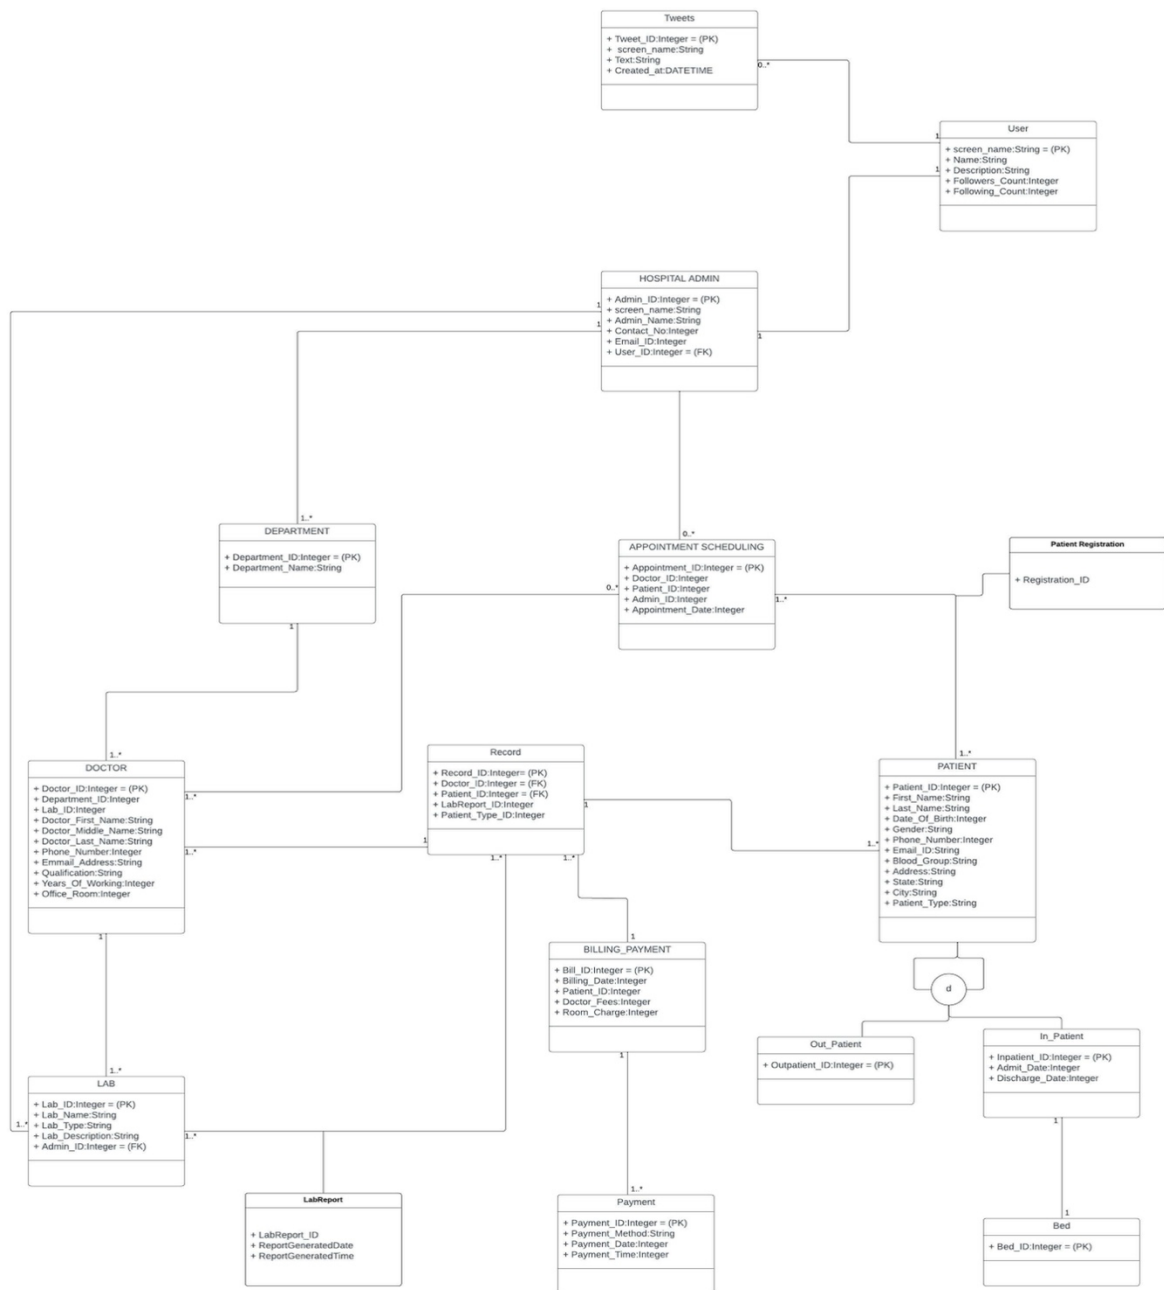 Tweets
+ Tweet_ID:Integer = (PK)
+ screen_name:String
+ Text:String
+ Created_at:DATETIME
0..*
User
1
+ screen_name:String = (PK)
+ Name:String
+ Description:String
+ Followers_Count:Integer
+ Following_Count:Integer
1
HOSPITAL ADMIN
+ Admin_ID:Integer = (PK)
+ screen_name:String
+ Admin_Name:String
+ Contact_No:Integer
+ Email_ID:Integer
+ User_ID:Integer = (FK)
1
1
1
1..*
DEPARTMENT
+ Department_ID:Integer = (PK)
+ Department_Name:String
1
0..*
APPOINTMENT SCHEDULING
+ Appointment_ID:Integer = (PK)
+ Doctor_ID:Integer
+ Patient_ID:Integer
+ Admin_ID:Integer
+ Appointment_Date:Integer
0..*
1..*
Patient Registration
+ Registration_ID
1..*
DOCTOR
+ Doctor_ID:Integer = (PK)
+ Department_ID:Integer
+ Lab_ID:Integer
+ Doctor_First_Name:String
+ Doctor_Middle_Name:String
+ Doctor_Last_Name:String
+ Phone_Number:Integer
+ Emmail_Address:String
+ Qualification:String
+ Years_Of_Working:Integer
+ Office_Room:Integer
1..*
1..*
1
Record
+ Record_ID:Integer= (PK)
+ Doctor_ID:Integer = (FK)
+ Patient_ID:Integer = (FK)
+ LabReport_ID:Integer
+ Patient_Type_ID:Integer
1
1
1..*
1..*
1..*
PATIENT
+ Patient_ID:Integer = (PK)
+ First_Name:String
+ Last_Name:String
+ Date_Of_Birth:Integer
+ Gender:String
+ Phone_Number:Integer
+ Email_ID:String
+ Blood_Group:String
+ Address:String
+ State:String
+ City:String
+ Patient_Type:String
1..*
1
BILLING_PAYMENT
+ Bill_ID:Integer = (PK)
+ Billing_Date:Integer
+ Patient_ID:Integer
+ Doctor_Fees:Integer
+ Room_Charge:Integer
1
d
Out_Patient
+ Outpatient_ID:Integer = (PK)
In_Patient
+ Inpatient_ID:Integer = (PK)
+ Admit_Date:Integer
+ Discharge_Date:Integer
1
1..*
LAB
+ Lab_ID:Integer = (PK)
+ Lab_Name:String
+ Lab_Type:String
+ Lab_Description:String
+ Admin_ID:Integer = (FK)
1..*
1..*
LabReport
+ LabReport_ID
+ ReportGeneratedDate
+ ReportGeneratedTime
1..*
Payment
+ Payment_ID:Integer = (PK)
+ Payment_Method:String
+ Payment_Date:Integer
+ Payment_Time:Integer
1
Bed
+ Bed_ID:Integer = (PK)